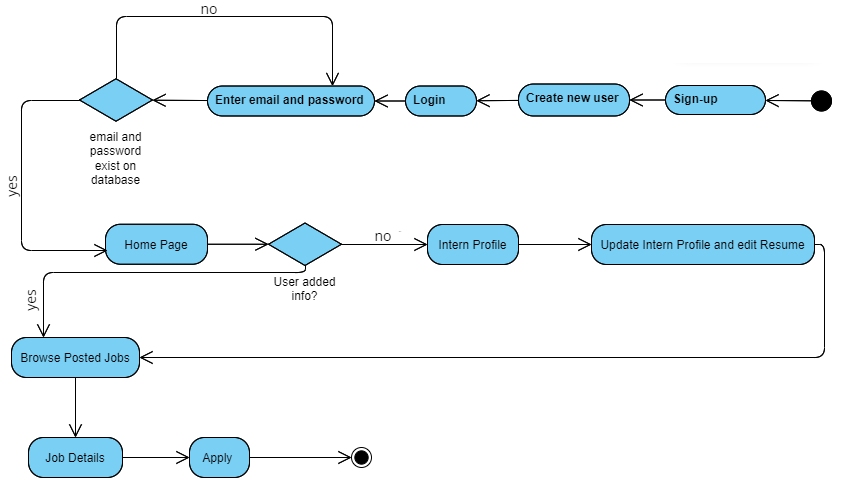 no
Enter email and password
Login
Create new user
Sign-up
email and
password
exist on
database
yes
Home Page
no
Intern Profile
Update Intern Profile and edit Resume
User added
info?
yes
Browse Posted Jobs
Job Details
Apply